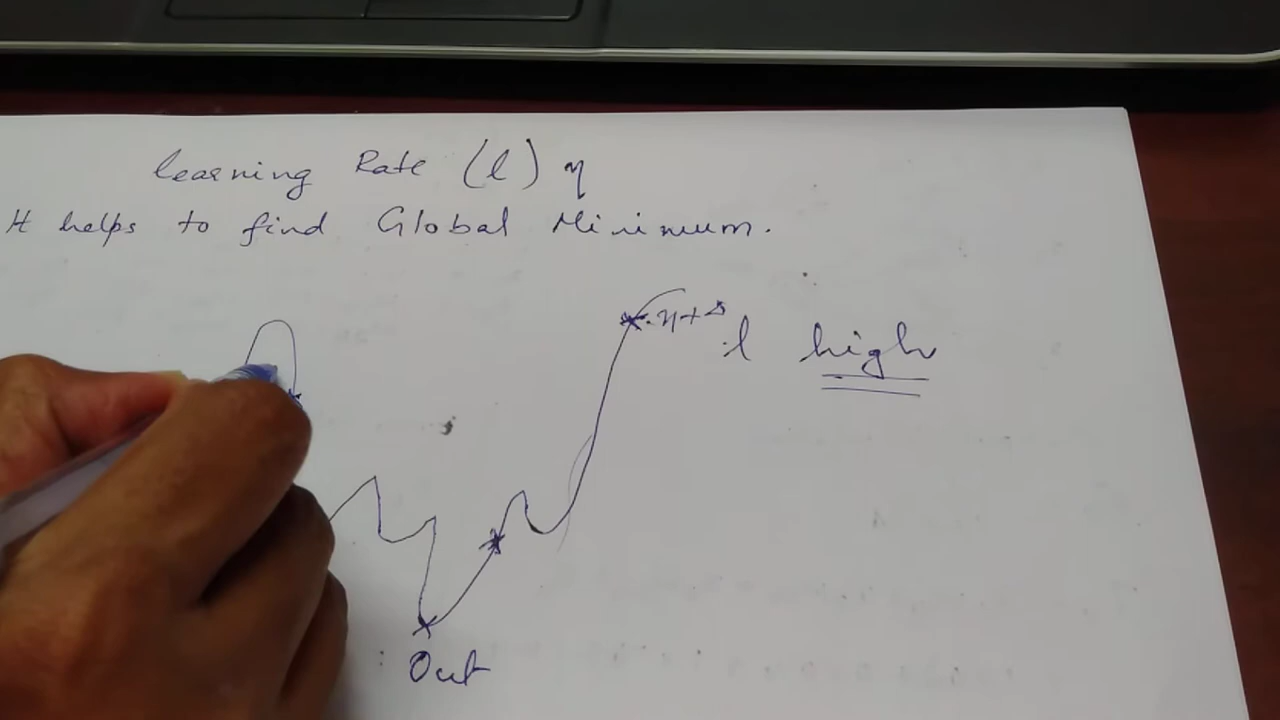 learning Rate (l) η
It helps to find Global Minimum.
η+Δ
l high
Out